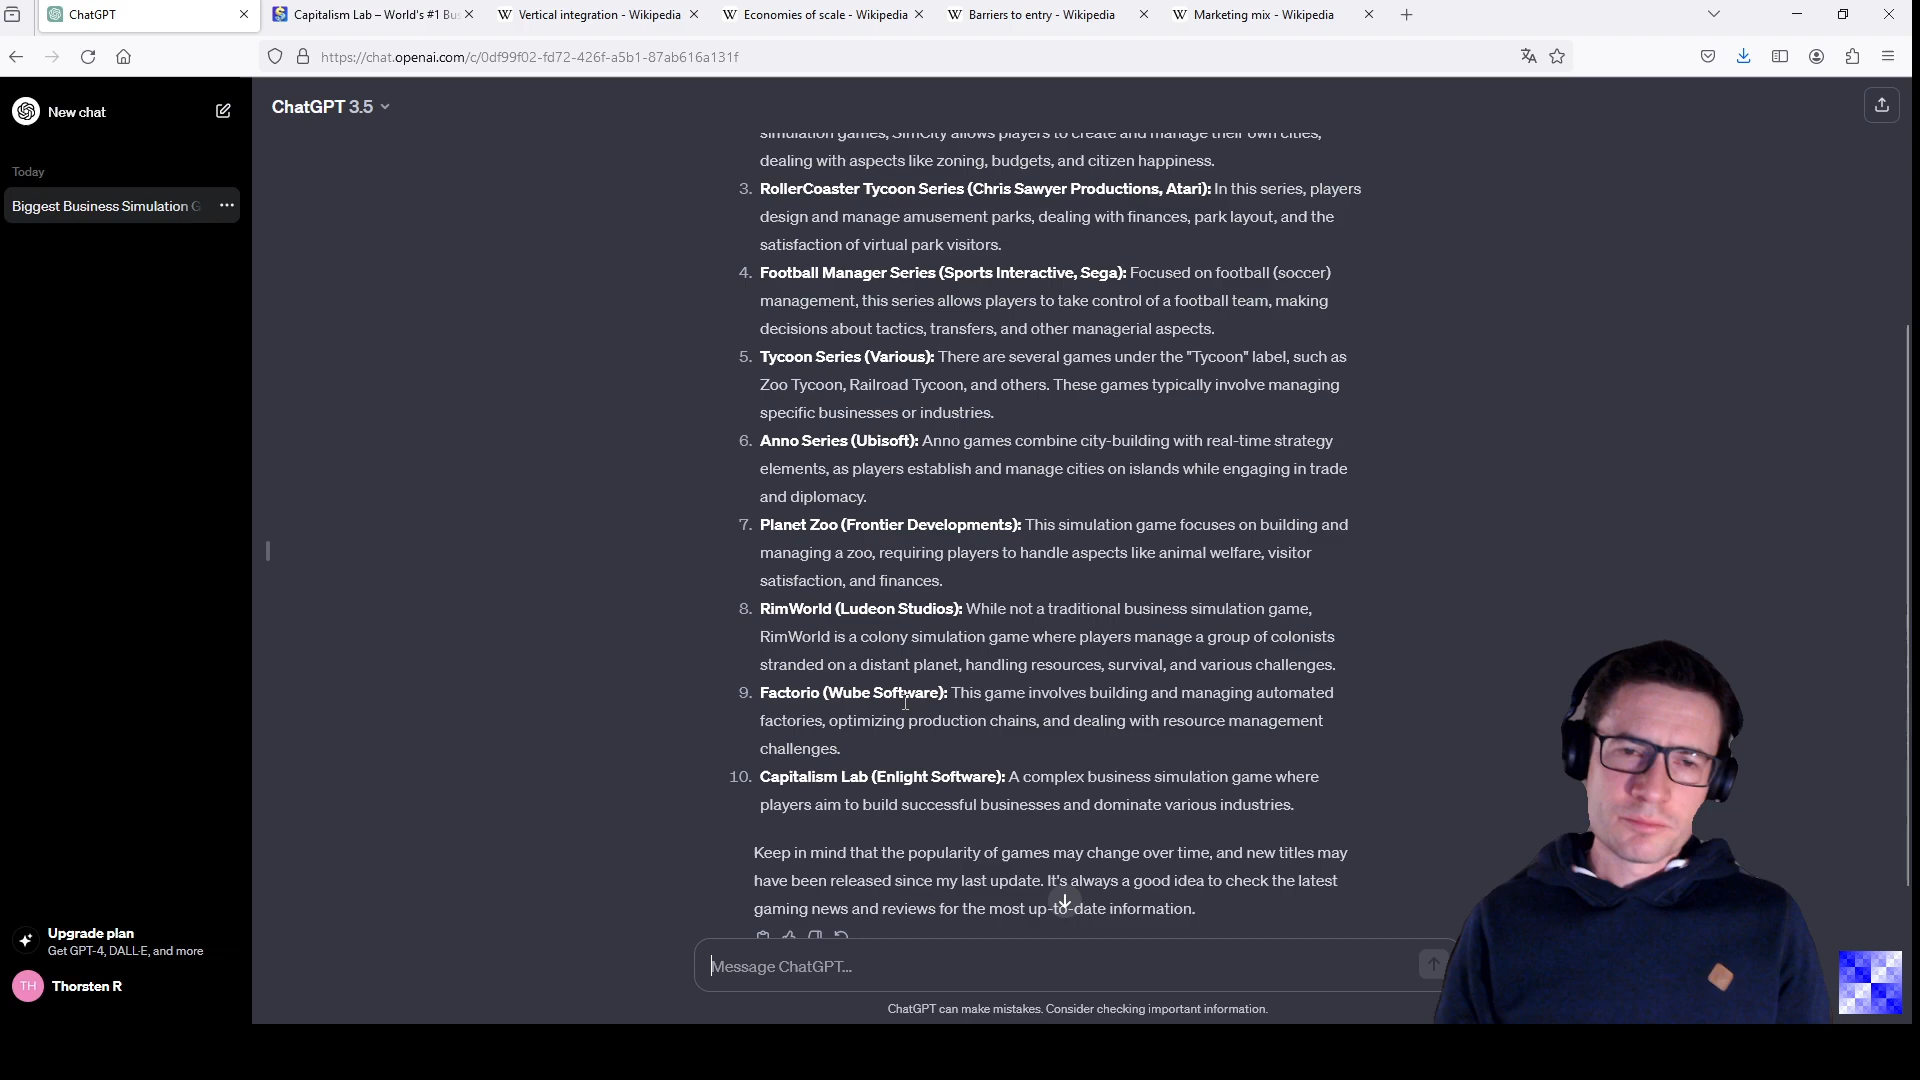 ChatGPT
Capitalism Lab – World's #1 Bus
Vertical integration - Wikipedia
Economies of scale - Wikipedia
Barriers to entry - Wikipedia
Marketing mix - Wikipedia
https://chat.openai.com/c/0df99f02-fd72-426f-a5b1-87ab616a131f
New chat
ChatGPT 3.5
Today
Biggest Business Simulation G
simulation games, SimCity allows players to create and manage their own cities,
dealing with aspects like zoning, budgets, and citizen happiness.
3. RollerCoaster Tycoon Series (Chris Sawyer Productions, Atari): In this series, players
design and manage amusement parks, dealing with finances, park layout, and the
satisfaction of virtual park visitors.
4. Football Manager Series (Sports Interactive, Sega): Focused on football (soccer)
management, this series allows players to take control of a football team, making
decisions about tactics, transfers, and other managerial aspects.
5. Tycoon Series (Various): There are several games under the "Tycoon" label, such as
Zoo Tycoon, Railroad Tycoon, and others. These games typically involve managing
specific businesses or industries.
6. Anno Series (Ubisoft): Anno games combine city-building with real-time strategy
elements, as players establish and manage cities on islands while engaging in trade
and diplomacy.
7. Planet Zoo (Frontier Developments): This simulation game focuses on building and
managing a zoo, requiring players to handle aspects like animal welfare, visitor
satisfaction, and finances.
8. RimWorld (Ludeon Studios): While not a traditional business simulation game,
RimWorld is a colony simulation game where players manage a group of colonists
stranded on a distant planet, handling resources, survival, and various challenges.
9. Factorio (Wube Software): This game involves building and managing automated
factories, optimizing production chains, and dealing with resource management
challenges.
10. Capitalism Lab (Enlight Software): A complex business simulation game where
players aim to build successful businesses and dominate various industries.
Keep in mind that the popularity of games may change over time, and new titles may
have been released since my last update. It's always a good idea to check the latest
gaming news and reviews for the most up-to-date information.
Upgrade plan
Get GPT-4, DALL·E, and more
TH
Thorsten R
Message ChatGPT...
ChatGPT can make mistakes. Consider checking important information.